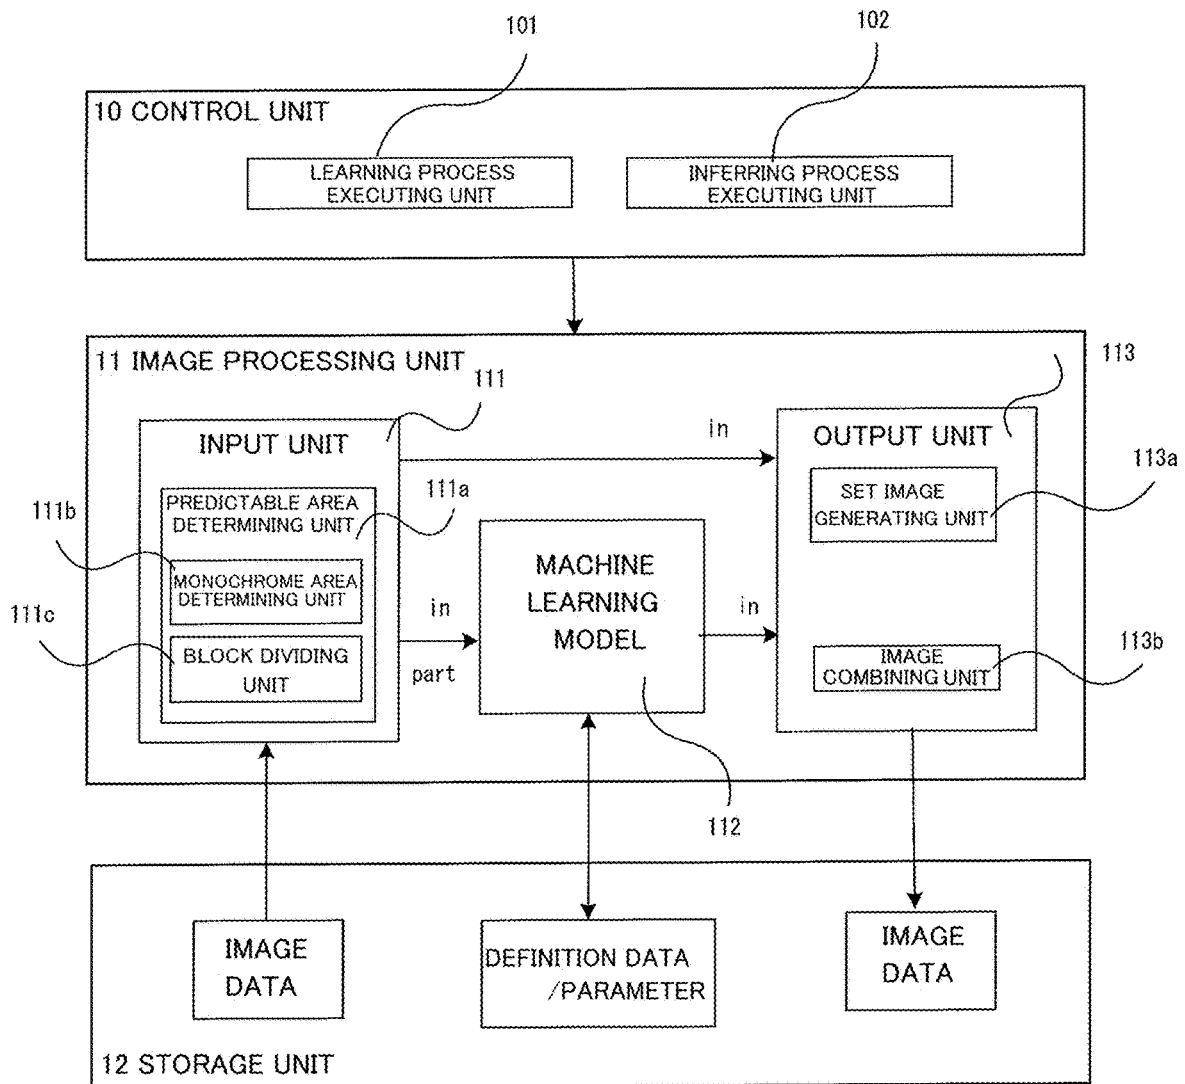 101
102
10 CONTROL UNIT
LEARNING PROCESS
EXECUTING UNIT
INFERRING PROCESS
EXECUTING UNIT
11 IMAGE PROCESSING UNIT
113
111
INPUT UNIT
in
OUTPUT UNIT
PREDICTABLE AREA
DETERMINING UNIT
111a
111b
SET IMAGE
GENERATING UNIT
113a
MONOCHROME AREA
DETERMINING UNIT
MACHINE
LEARNING
MODEL
111c
in
part
in
BLOCK DIVIDING
UNIT
IMAGE
COMBINING UNIT
113b
112
IMAGE
DATA
DEFINITION DATA
/PARAMETER
IMAGE
DATA
12 STORAGE UNIT